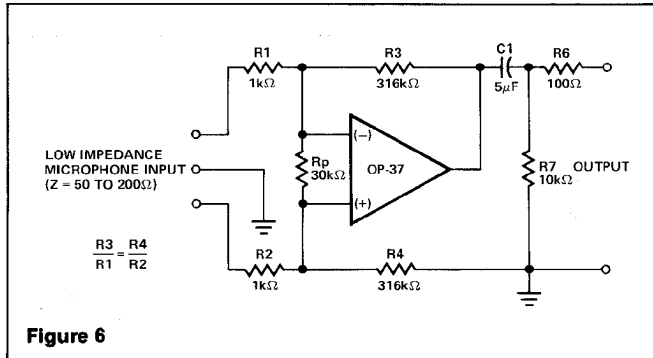 R1
1kΩ
R3
316kΩ
C1
5μF
R6
100Ω
LOW IMPEDANCE
MICROPHONE INPUT
(Z = 50 TO 200Ω)
Rp
30kΩ
(−)
OP-37
(+)
R7
10kΩ
OUTPUT
R3/R1 = R4/R2
R2
1kΩ
R4
316kΩ
Figure 6